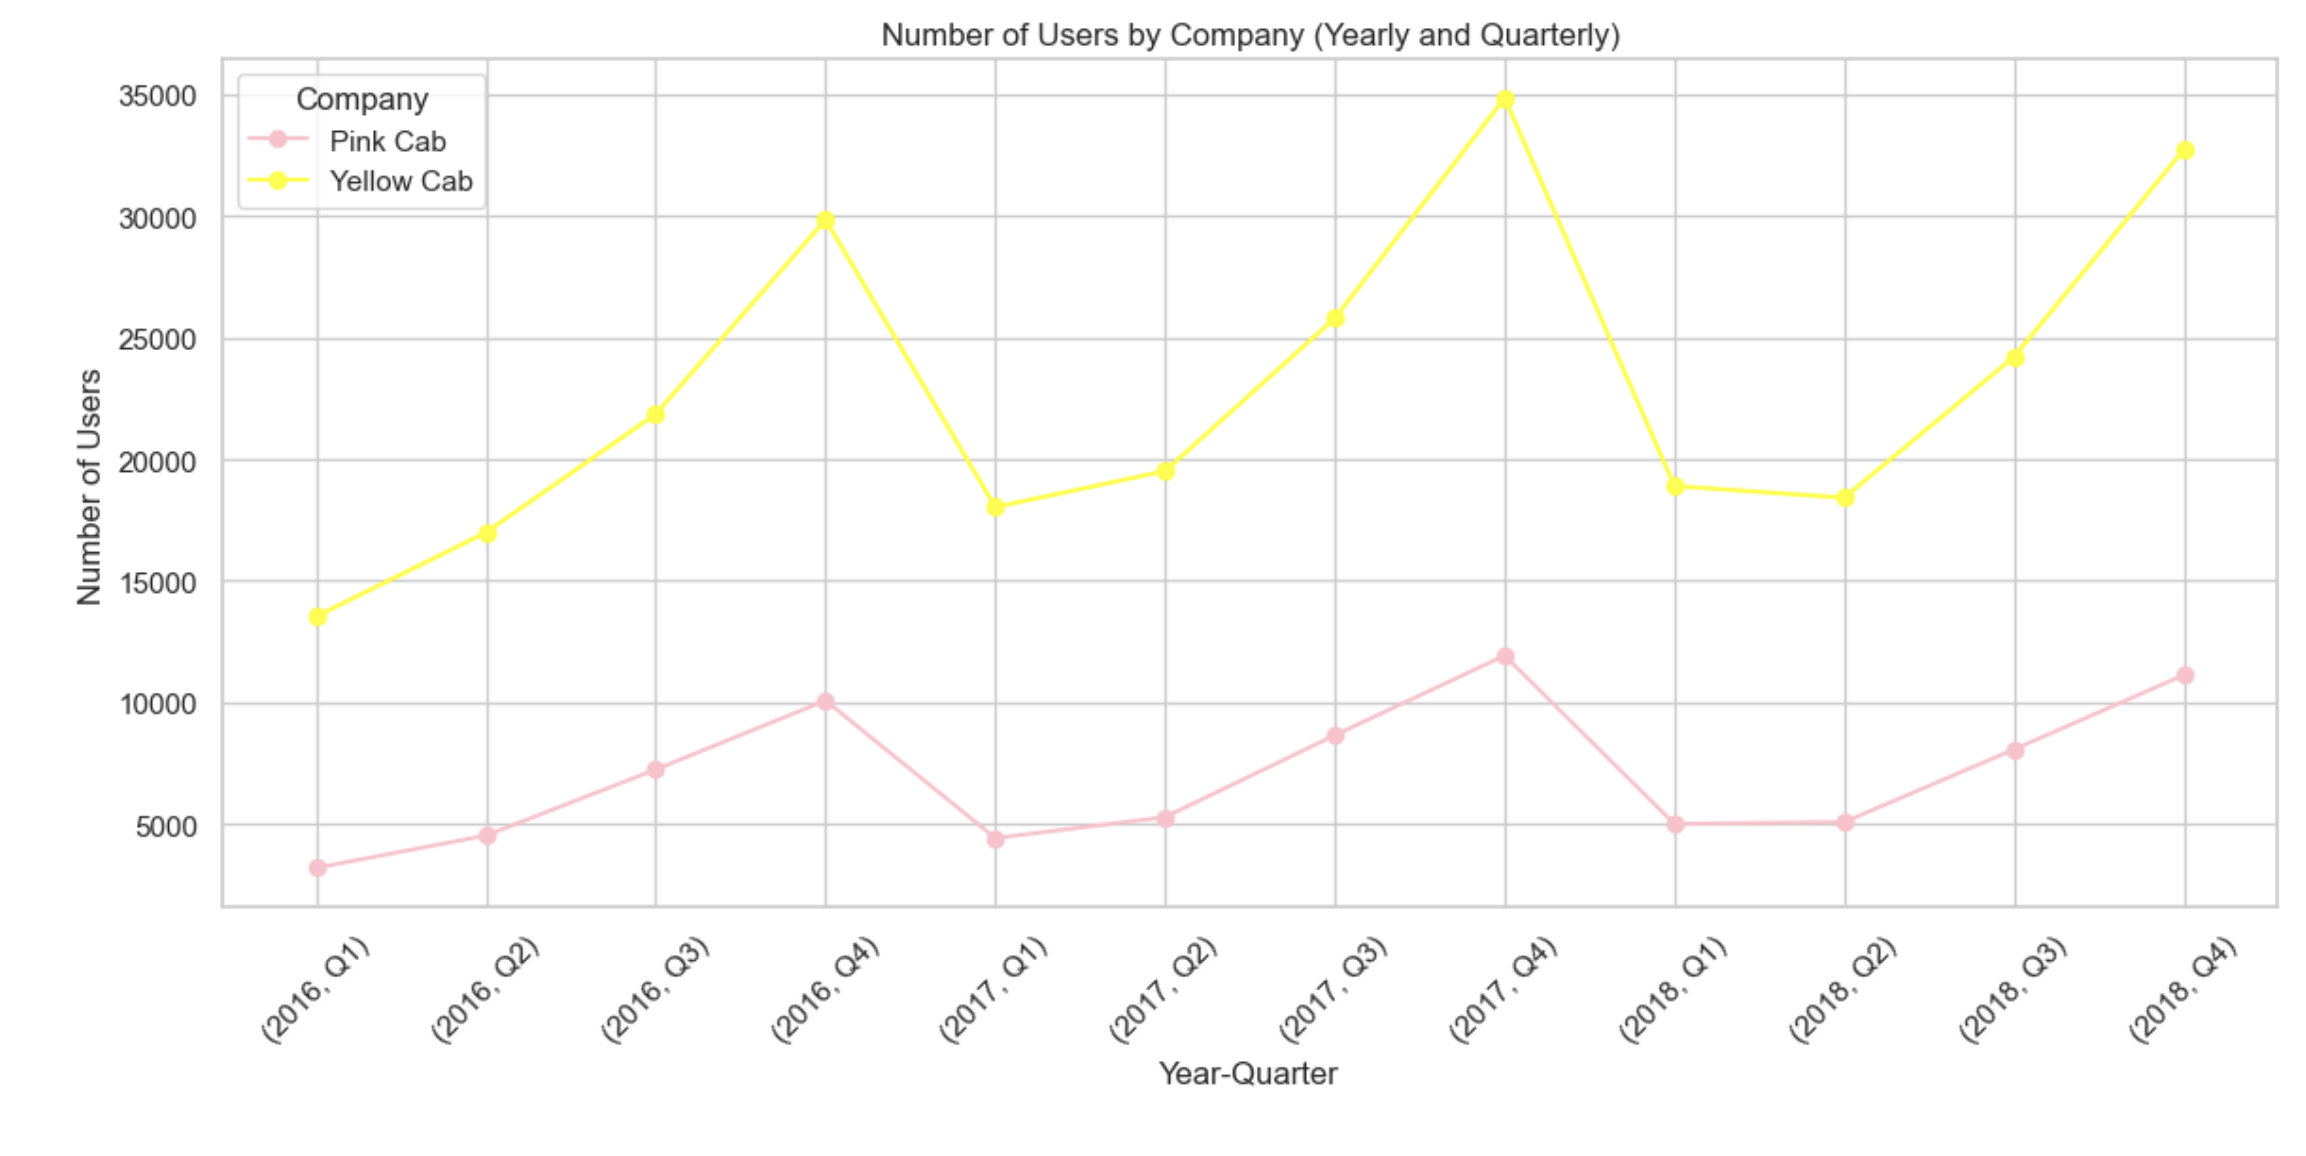 Number of Users by Company (Yearly and Quarterly)
Company
Pink Cab
Yellow Cab
35000
30000
25000
20000
15000
10000
5000
Number of Users
(2016, Q1)
(2016, Q2)
(2016, Q3)
(2016, Q4)
(2017, Q1)
(2017, Q2)
(2017, Q3)
(2017, Q4)
(2018, Q1)
(2018, Q2)
(2018, Q3)
(2018, Q4)
Year-Quarter